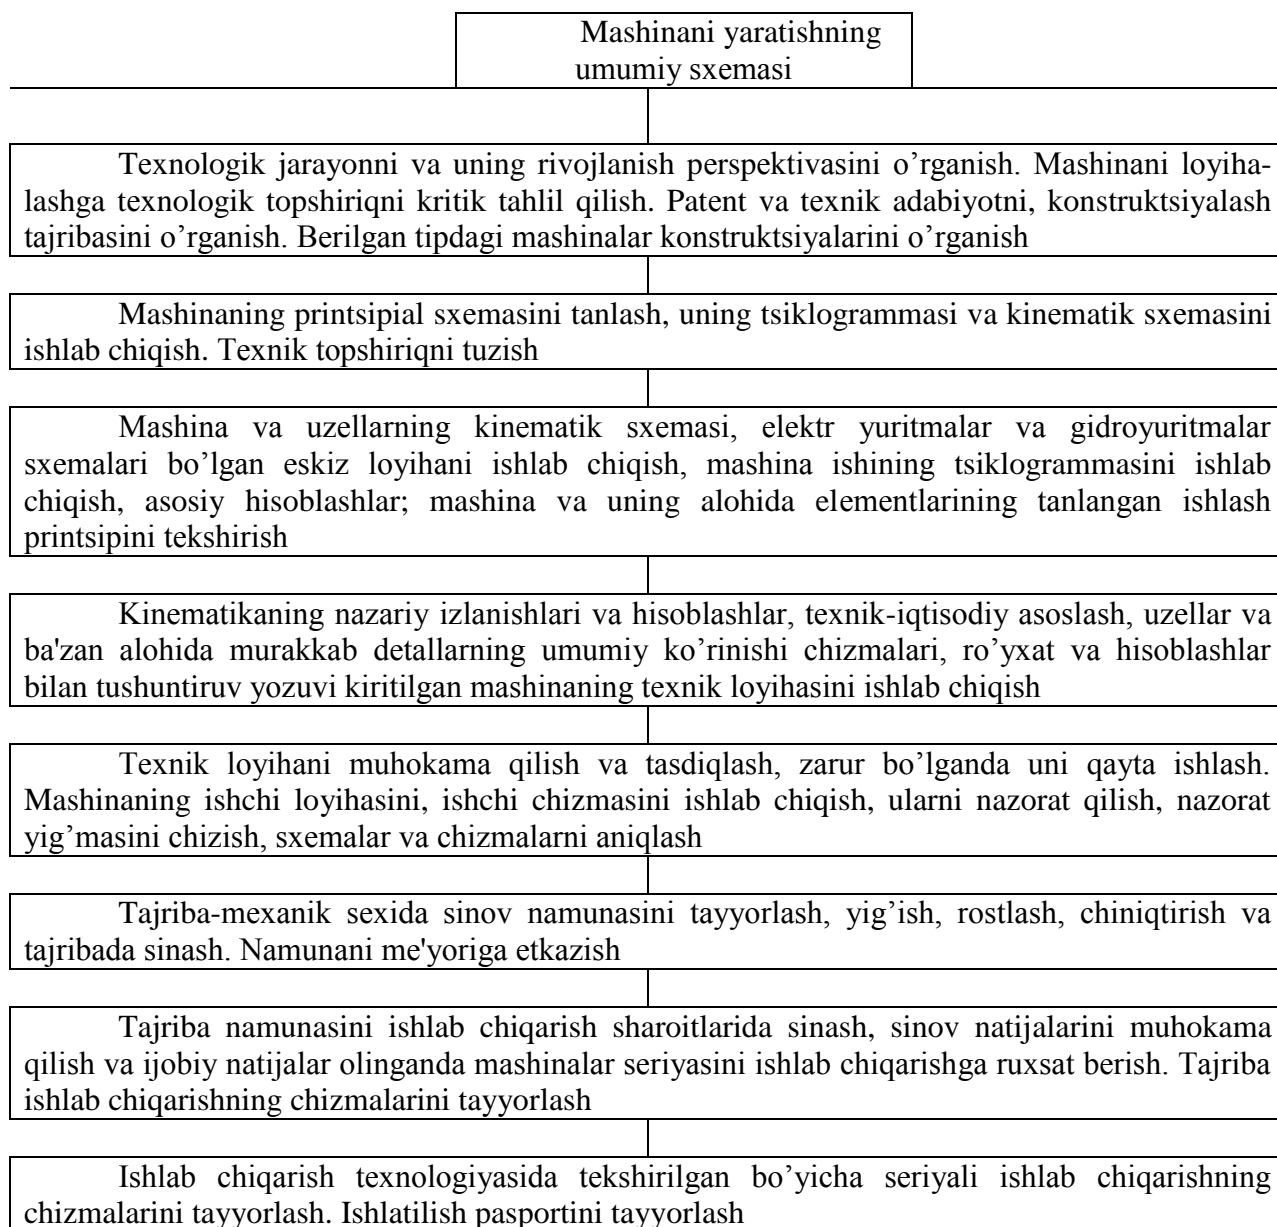 Mashinani yaratishning
umumiy sxemasi
Texnologik jarayonni va uning rivojlanish perspektivasini o’rganish. Mashinani loyiha-
lashga texnologik topshiriqni kritik tahlil qilish. Patent va texnik adabiyotni, konstruktsiyalash
tajribasini o’rganish. Berilgan tipdagi mashinalar konstruktsiyalarini o’rganish
Mashinaning printsipial sxemasini tanlash, uning tsiklogrammasi va kinematik sxemasini
ishlab chiqish. Texnik topshiriqni tuzish
Mashina va uzellarning kinematik sxemasi, elektr yuritmalar va gidroyuritmalar
sxemalari bo’lgan eskiz loyihani ishlab chiqish, mashina ishining tsiklogrammasini ishlab
chiqish, asosiy hisoblashlar; mashina va uning alohida elementlarining tanlangan ishlash
printsipini tekshirish
Kinematikaning nazariy izlanishlari va hisoblashlar, texnik-iqtisodiy asoslash, uzellar va
ba'zan alohida murakkab detallarning umumiy ko’rinishi chizmalari, ro’yxat va hisoblashlar
bilan tushuntiruv yozuvi kiritilgan mashinaning texnik loyihasini ishlab chiqish
Texnik loyihani muhokama qilish va tasdiqlash, zarur bo’lganda uni qayta ishlash.
Mashinaning ishchi loyihasini, ishchi chizmasini ishlab chiqish, ularni nazorat qilish, nazorat
yig’masini chizish, sxemalar va chizmalarni aniqlash
Tajriba-mexanik sexida sinov namunasini tayyorlash, yig’ish, rostlash, chiniqtirish va
tajribada sinash. Namunani me'yoriga etkazish
Tajriba namunasini ishlab chiqarish sharoitlarida sinash, sinov natijalarini muhokama
qilish va ijobiy natijalar olinganda mashinalar seriyasini ishlab chiqarishga ruxsat berish. Tajriba
ishlab chiqarishning chizmalarini tayyorlash
Ishlab chiqarish texnologiyasida tekshirilgan bo’yicha seriyali ishlab chiqarishning
chizmalarini tayyorlash. Ishlatilish pasportini tayyorlash